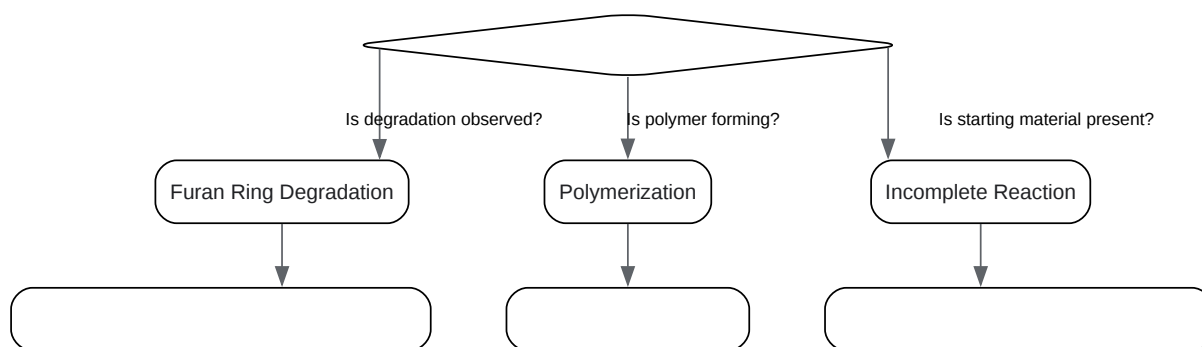 Is degradation observed?
Is polymer forming?
Is starting material present?
Furan Ring Degradation
Polymerization
Incomplete Reaction